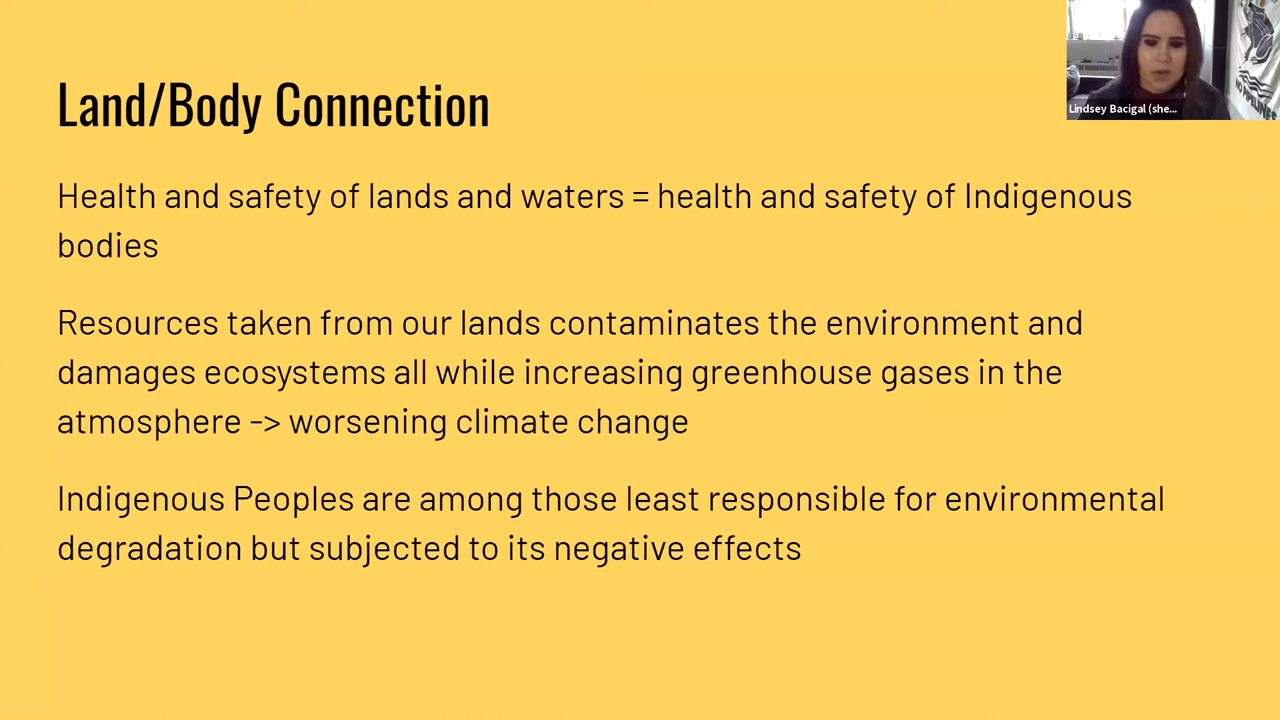 Land/Body Connection
Health and safety of lands and waters = health and safety of Indigenous
bodies
Resources taken from our lands contaminates the environment and
damages ecosystems all while increasing greenhouse gases in the
atmosphere -> worsening climate change
Indigenous Peoples are among those least responsible for environmental
degradation but subjected to its negative effects
Lindsey Bacigal (she...
NO PIPELINES